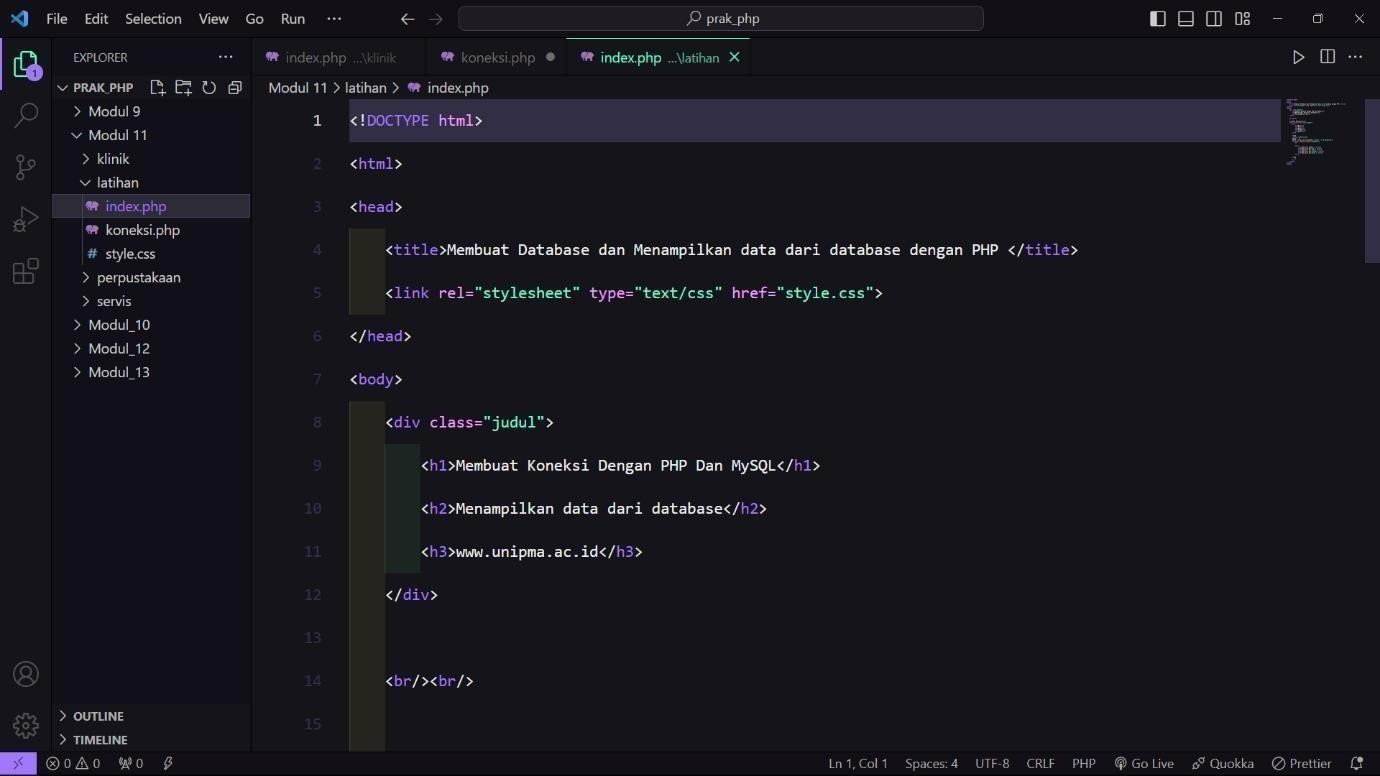 File Edit Selection View Go Run ··· prak_php
EXPLORER ···
PRAK_PHP
Modul 9
Modul 11
klinik
latihan
index.php
koneksi.php
# style.css
perpustakaan
servis
Modul_10
Modul_12
Modul_13
OUTLINE
TIMELINE
1
index.php ...\klinik koneksi.php index.php ...\latihan
Modul 11 > latihan > index.php
1 <!DOCTYPE html>
2 <html>
3 <head>
4 <title>Membuat Database dan Menampilkan data dari database dengan PHP </title>
5 <link rel="stylesheet" type="text/css" href="style.css">
6 </head>
7 <body>
8 <div class="judul">
9 <h1>Membuat Koneksi Dengan PHP Dan MySQL</h1>
10 <h2>Menampilkan data dari database</h2>
11 <h3>www.unipma.ac.id</h3>
12 </div>
13
14 <br/><br/>
15
0 0 0 Ln 1, Col 1 Spaces: 4 UTF-8 CRLF PHP Go Live Quokka Prettier